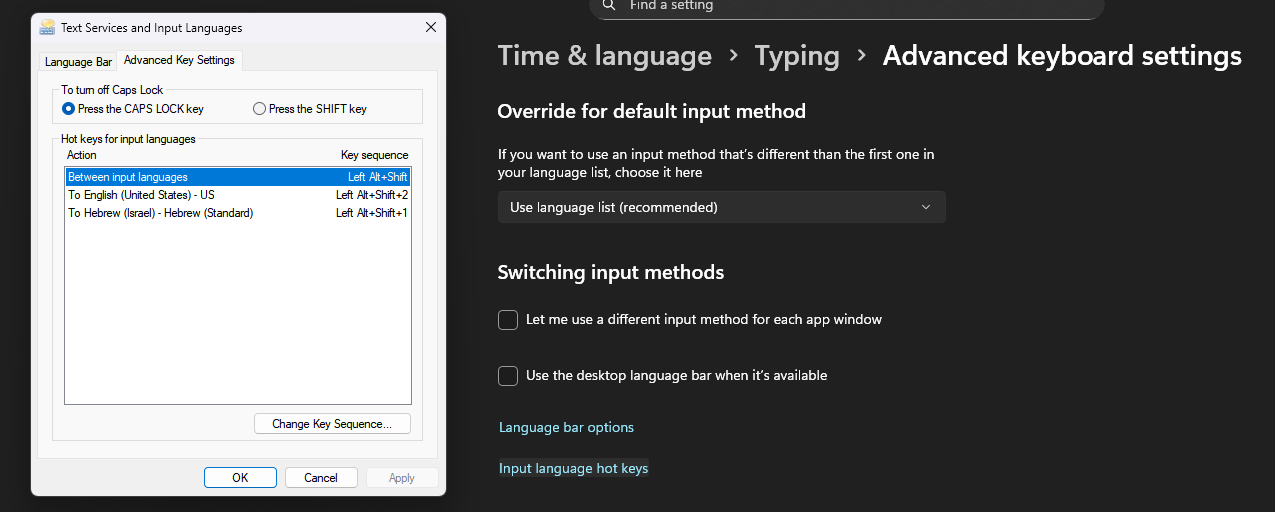 Text Services and Input Languages
Language Bar
Advanced Key Settings
To turn off Caps Lock
Press the CAPS LOCK key
Press the SHIFT key
Hot keys for input languages
Action Key sequence
Between input languages Left Alt+Shift
To English (United States) - US Left Alt+Shift+2
To Hebrew (Israel) - Hebrew (Standard) Left Alt+Shift+1
Change Key Sequence...
OK Cancel Apply
Find a setting
Time & language > Typing > Advanced keyboard settings
Override for default input method
If you want to use an input method that's different than the first one in
your language list, choose it here
Use language list (recommended)
Switching input methods
Let me use a different input method for each app window
Use the desktop language bar when it's available
Language bar options
Input language hot keys